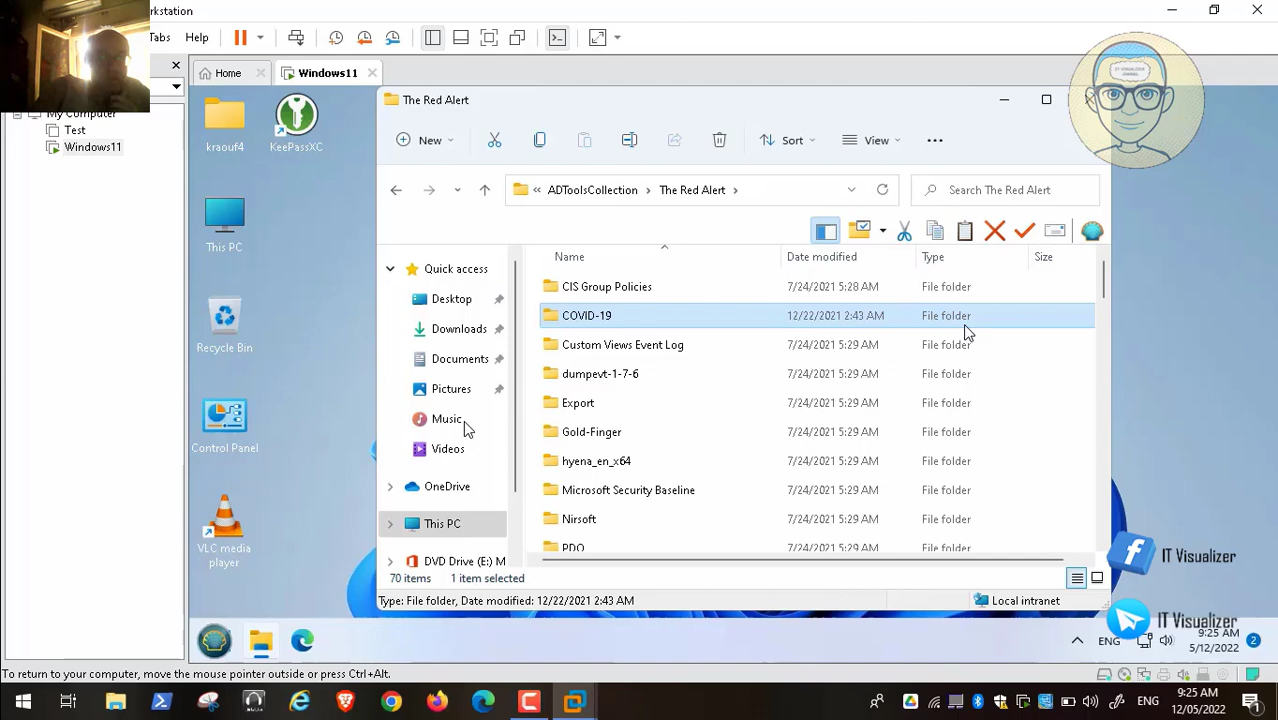 kstation
Tabs Help
Home
Windows11
My Computer
Test
Windows11
kraouf4
KeePassXC
This PC
Recycle Bin
Control Panel
VLC media
player
The Red Alert
New
Sort
View
ADToolsCollection
The Red Alert
Search The Red Alert
Quick access
Desktop
Downloads
Documents
Pictures
Music
Videos
OneDrive
This PC
DVD Drive (E:) M
Name Date modified Type Size
CIS Group Policies 7/24/2021 5:28 AM File folder
COVID-19 12/22/2021 2:43 AM File folder
Custom Views Event Log 7/24/2021 5:29 AM File folder
dumpevt-1-7-6 7/24/2021 5:29 AM File folder
Export 7/24/2021 5:29 AM File folder
Gold-Finger 7/24/2021 5:29 AM File folder
hyena_en_x64 7/24/2021 5:29 AM File folder
Microsoft Security Baseline 7/24/2021 5:29 AM File folder
Nirsoft 7/24/2021 5:29 AM File folder
PDQ 7/24/2021 5:29 AM File folder
70 items 1 item selected
Type: File folder, Date modified: 12/22/2021 2:43 AM
Local intranet
IT VISUALIZER
CHANNEL
IT Visualizer
IT Visualizer
ENG
9:25 AM
5/12/2022
2
To return to your computer, move the mouse pointer outside or press Ctrl+Alt.
ENG
9:25 AM
12/05/2022
1